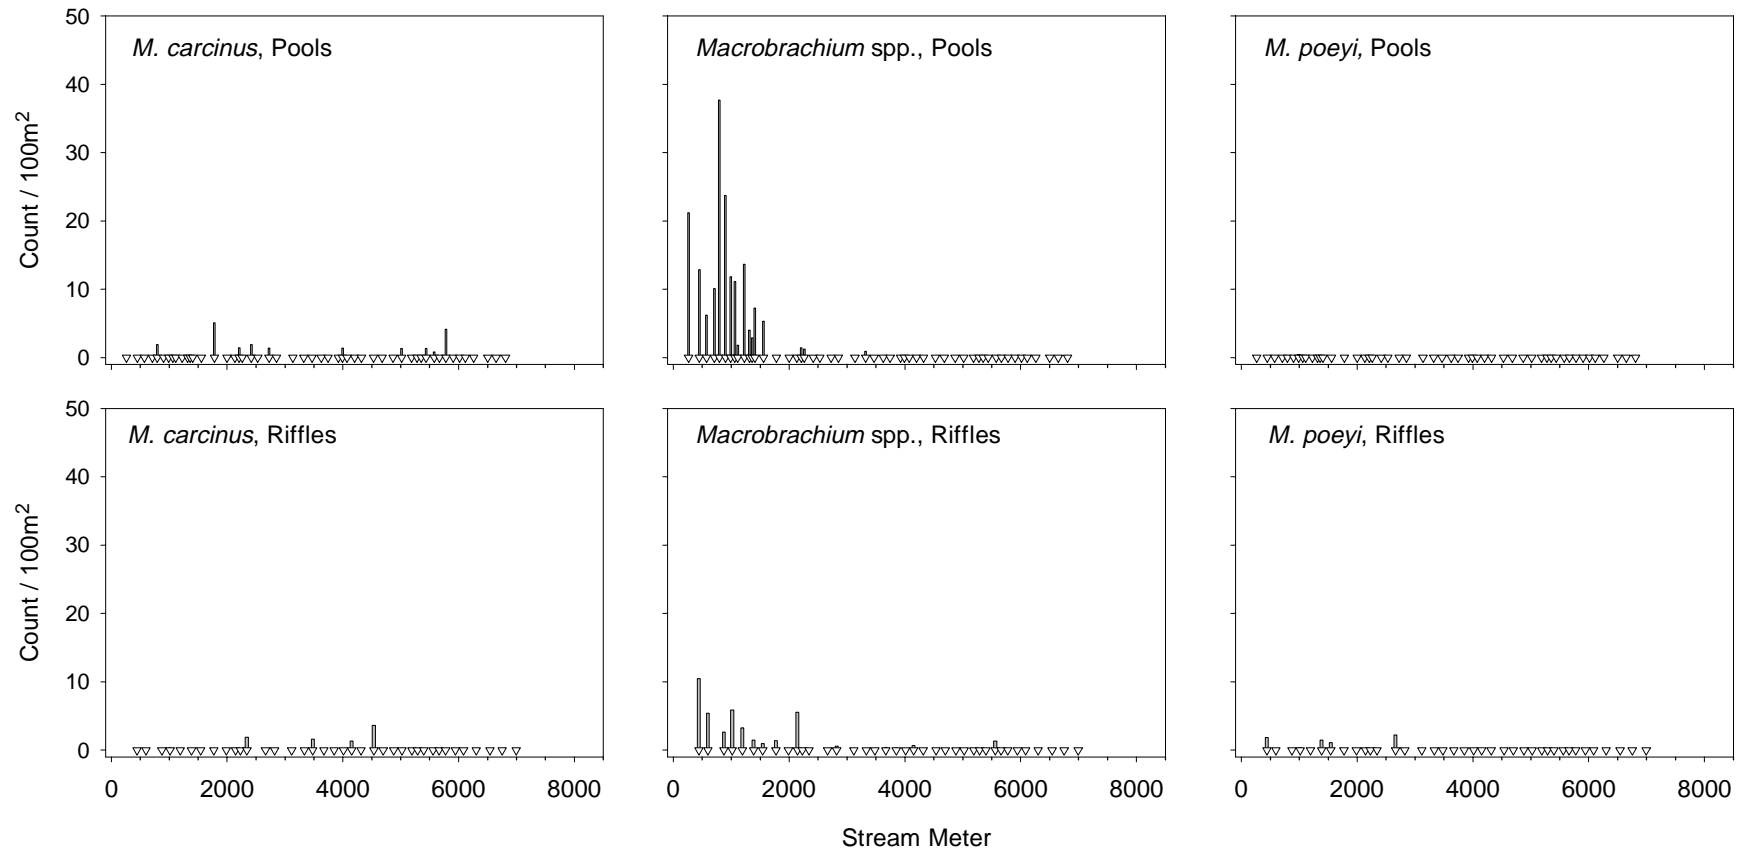 M. carcinus, Pools
Macrobrachium spp., Pools
M. poeyi, Pools
50
40
30
20
10
0
Count / 100m²
M. carcinus, Riffles
Macrobrachium spp., Riffles
M. poeyi, Riffles
50
40
30
20
10
0
Count / 100m²
0 2000 4000 6000 8000
0 2000 4000 6000 8000
0 2000 4000 6000 8000
Stream Meter